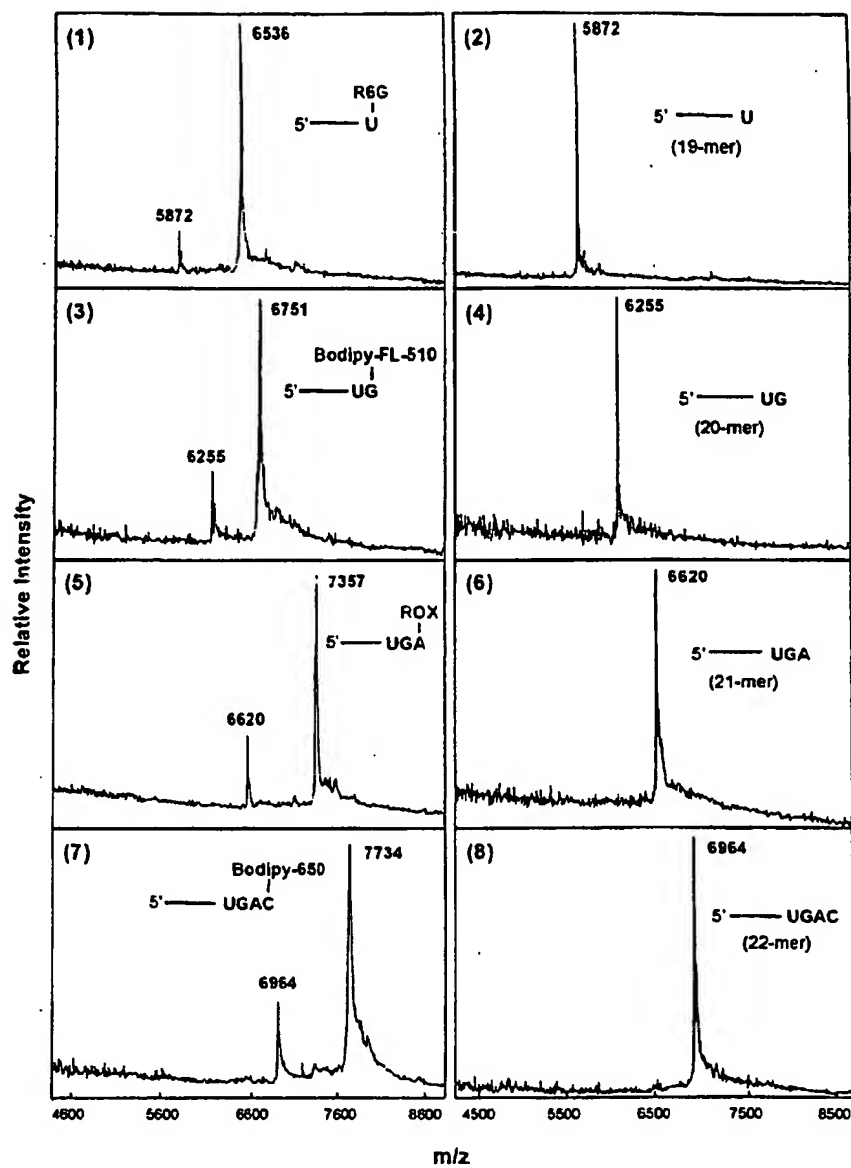 (1)
6536
R6G
5' U
5872
(2)
5872
5' U
(19-mer)
(3)
6751
Bodipy-FL-510
5' UG
6255
(4)
6255
5' UG
(20-mer)
(5)
7357
ROX
5' UGA
6620
(6)
6620
5' UGA
(21-mer)
(7)
7734
Bodipy-650
5' UGAC
6964
(8)
6964
5' UGAC
(22-mer)
Relative Intensity
4600 5600 6600 7600 8600
4500 5500 6500 7500 8500
m/z